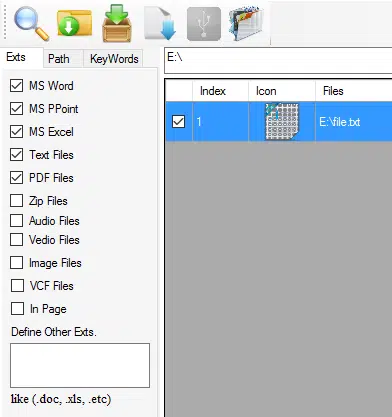 Exts Path KeyWords
E:\
Index Icon Files
1 E:\file.txt
MS Word
MS PPoint
MS Excel
Text Files
PDF Files
Zip Files
Audio Files
Vedio Files
Image Files
VCF Files
In Page
Define Other Exts.
like (.doc, .xls, .etc)